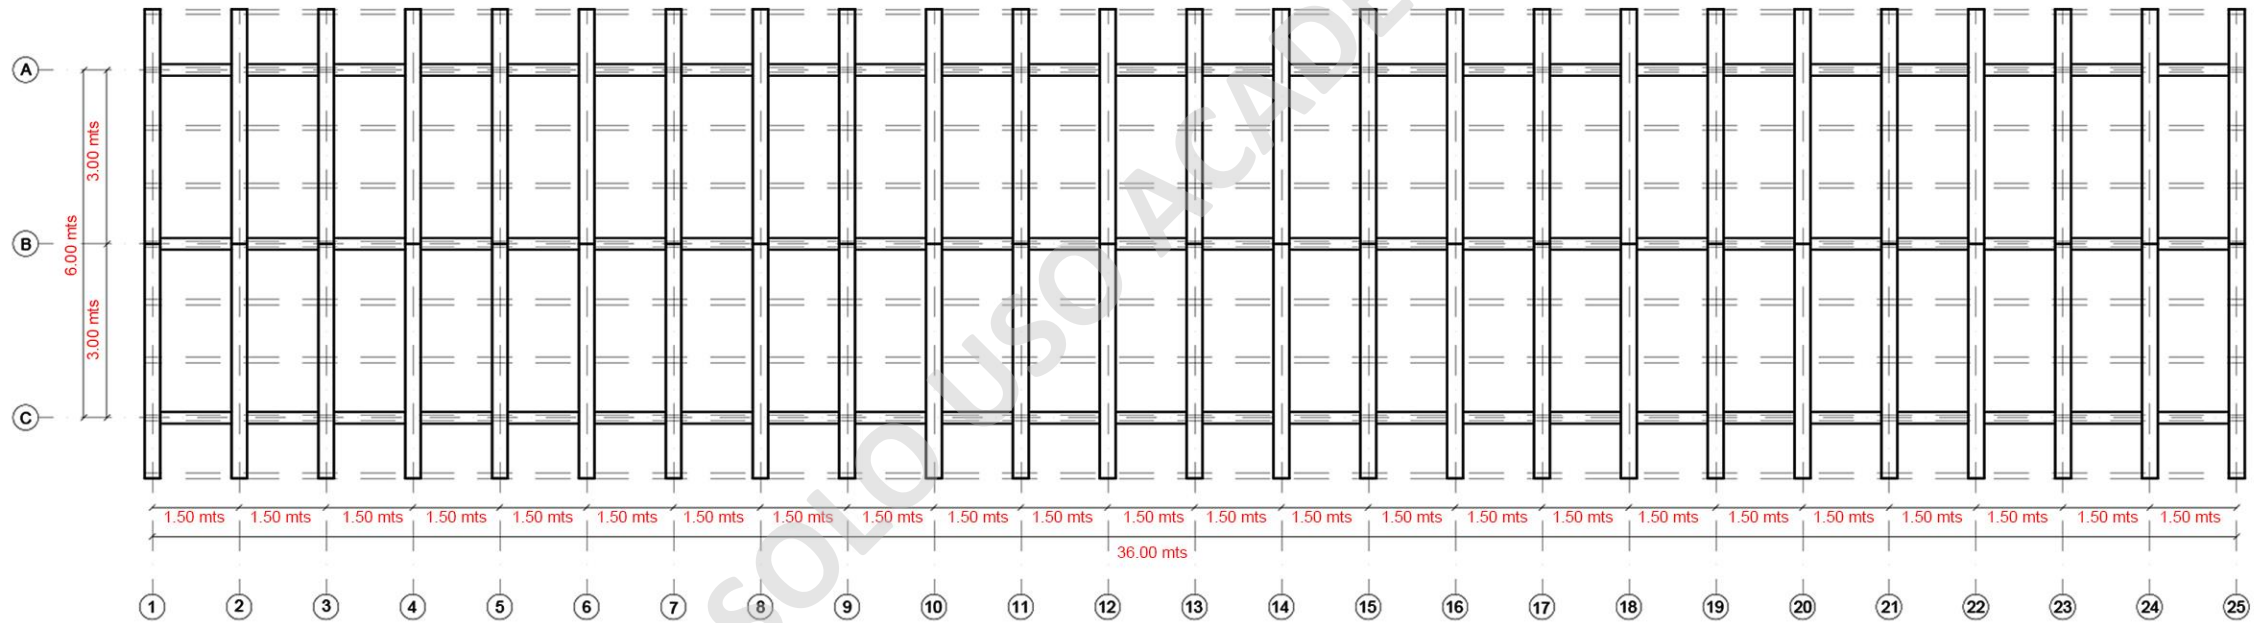 A
3.00 mts
B
6.00 mts
3.00 mts
C
1.50 mts 1.50 mts 1.50 mts 1.50 mts 1.50 mts 1.50 mts 1.50 mts 1.50 mts 1.50 mts 1.50 mts 1.50 mts 1.50 mts 1.50 mts 1.50 mts 1.50 mts 1.50 mts 1.50 mts 1.50 mts 1.50 mts 1.50 mts 1.50 mts 1.50 mts 1.50 mts 1.50 mts
36.00 mts
1 2 3 4 5 6 7 8 9 10 11 12 13 14 15 16 17 18 19 20 21 22 23 24 25
SOLO USO ACADE